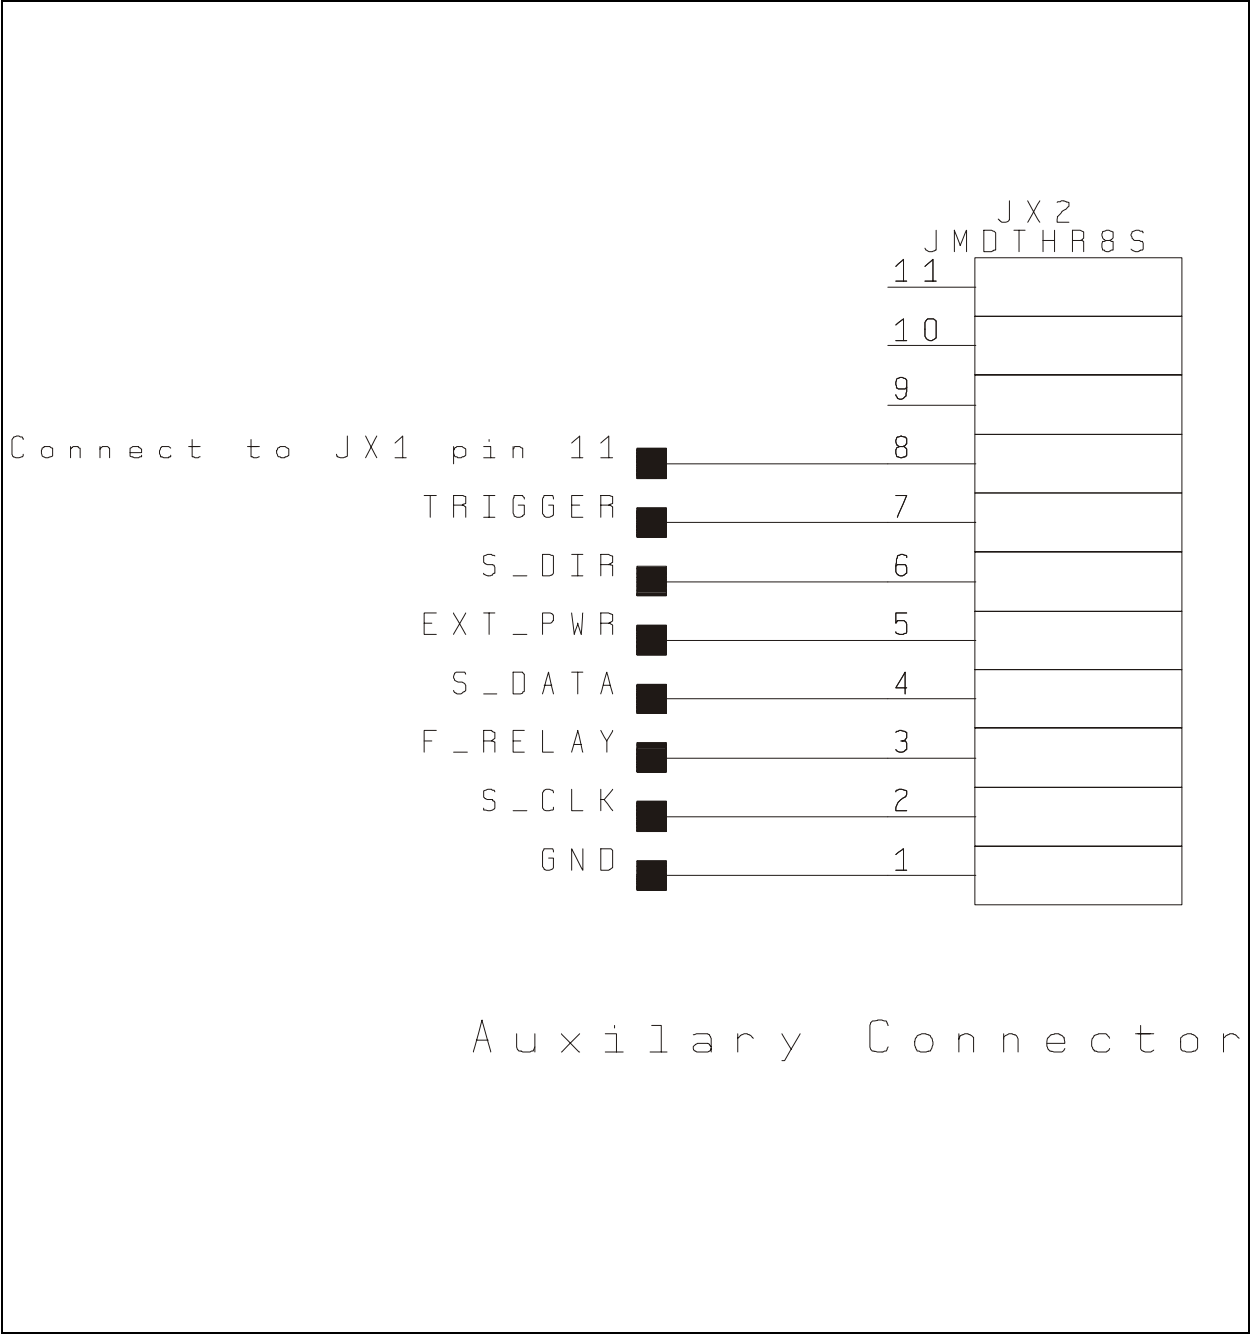 JX2
JMDTHR8S
11
10
9
Connect to JX1 pin 11 8
TRIGGER 7
S_DIR 6
EXT_PWR 5
S_DATA 4
F_RELAY 3
S_CLK 2
GND 1
Auxilary Connector